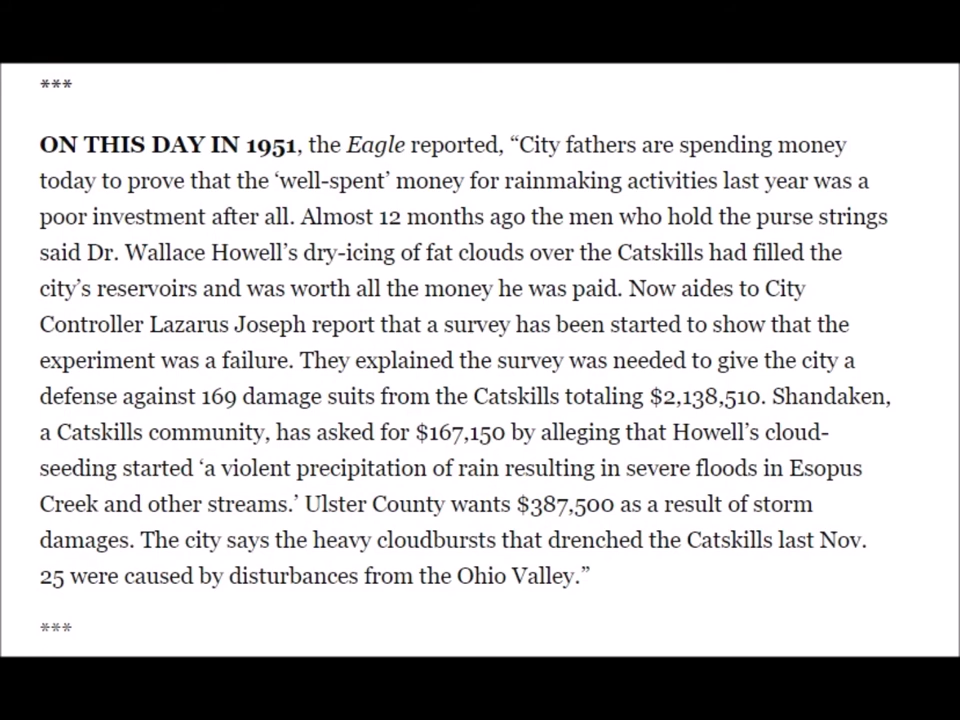 ***
ON THIS DAY IN 1951, the Eagle reported, “City fathers are spending money
today to prove that the ‘well-spent’ money for rainmaking activities last year was a
poor investment after all. Almost 12 months ago the men who hold the purse strings
said Dr. Wallace Howell’s dry-icing of fat clouds over the Catskills had filled the
city’s reservoirs and was worth all the money he was paid. Now aides to City
Controller Lazarus Joseph report that a survey has been started to show that the
experiment was a failure. They explained the survey was needed to give the city a
defense against 169 damage suits from the Catskills totaling $2,138,510. Shandaken,
a Catskills community, has asked for $167,150 by alleging that Howell’s cloud-
seeding started ‘a violent precipitation of rain resulting in severe floods in Esopus
Creek and other streams.’ Ulster County wants $387,500 as a result of storm
damages. The city says the heavy cloudbursts that drenched the Catskills last Nov.
25 were caused by disturbances from the Ohio Valley.”
***